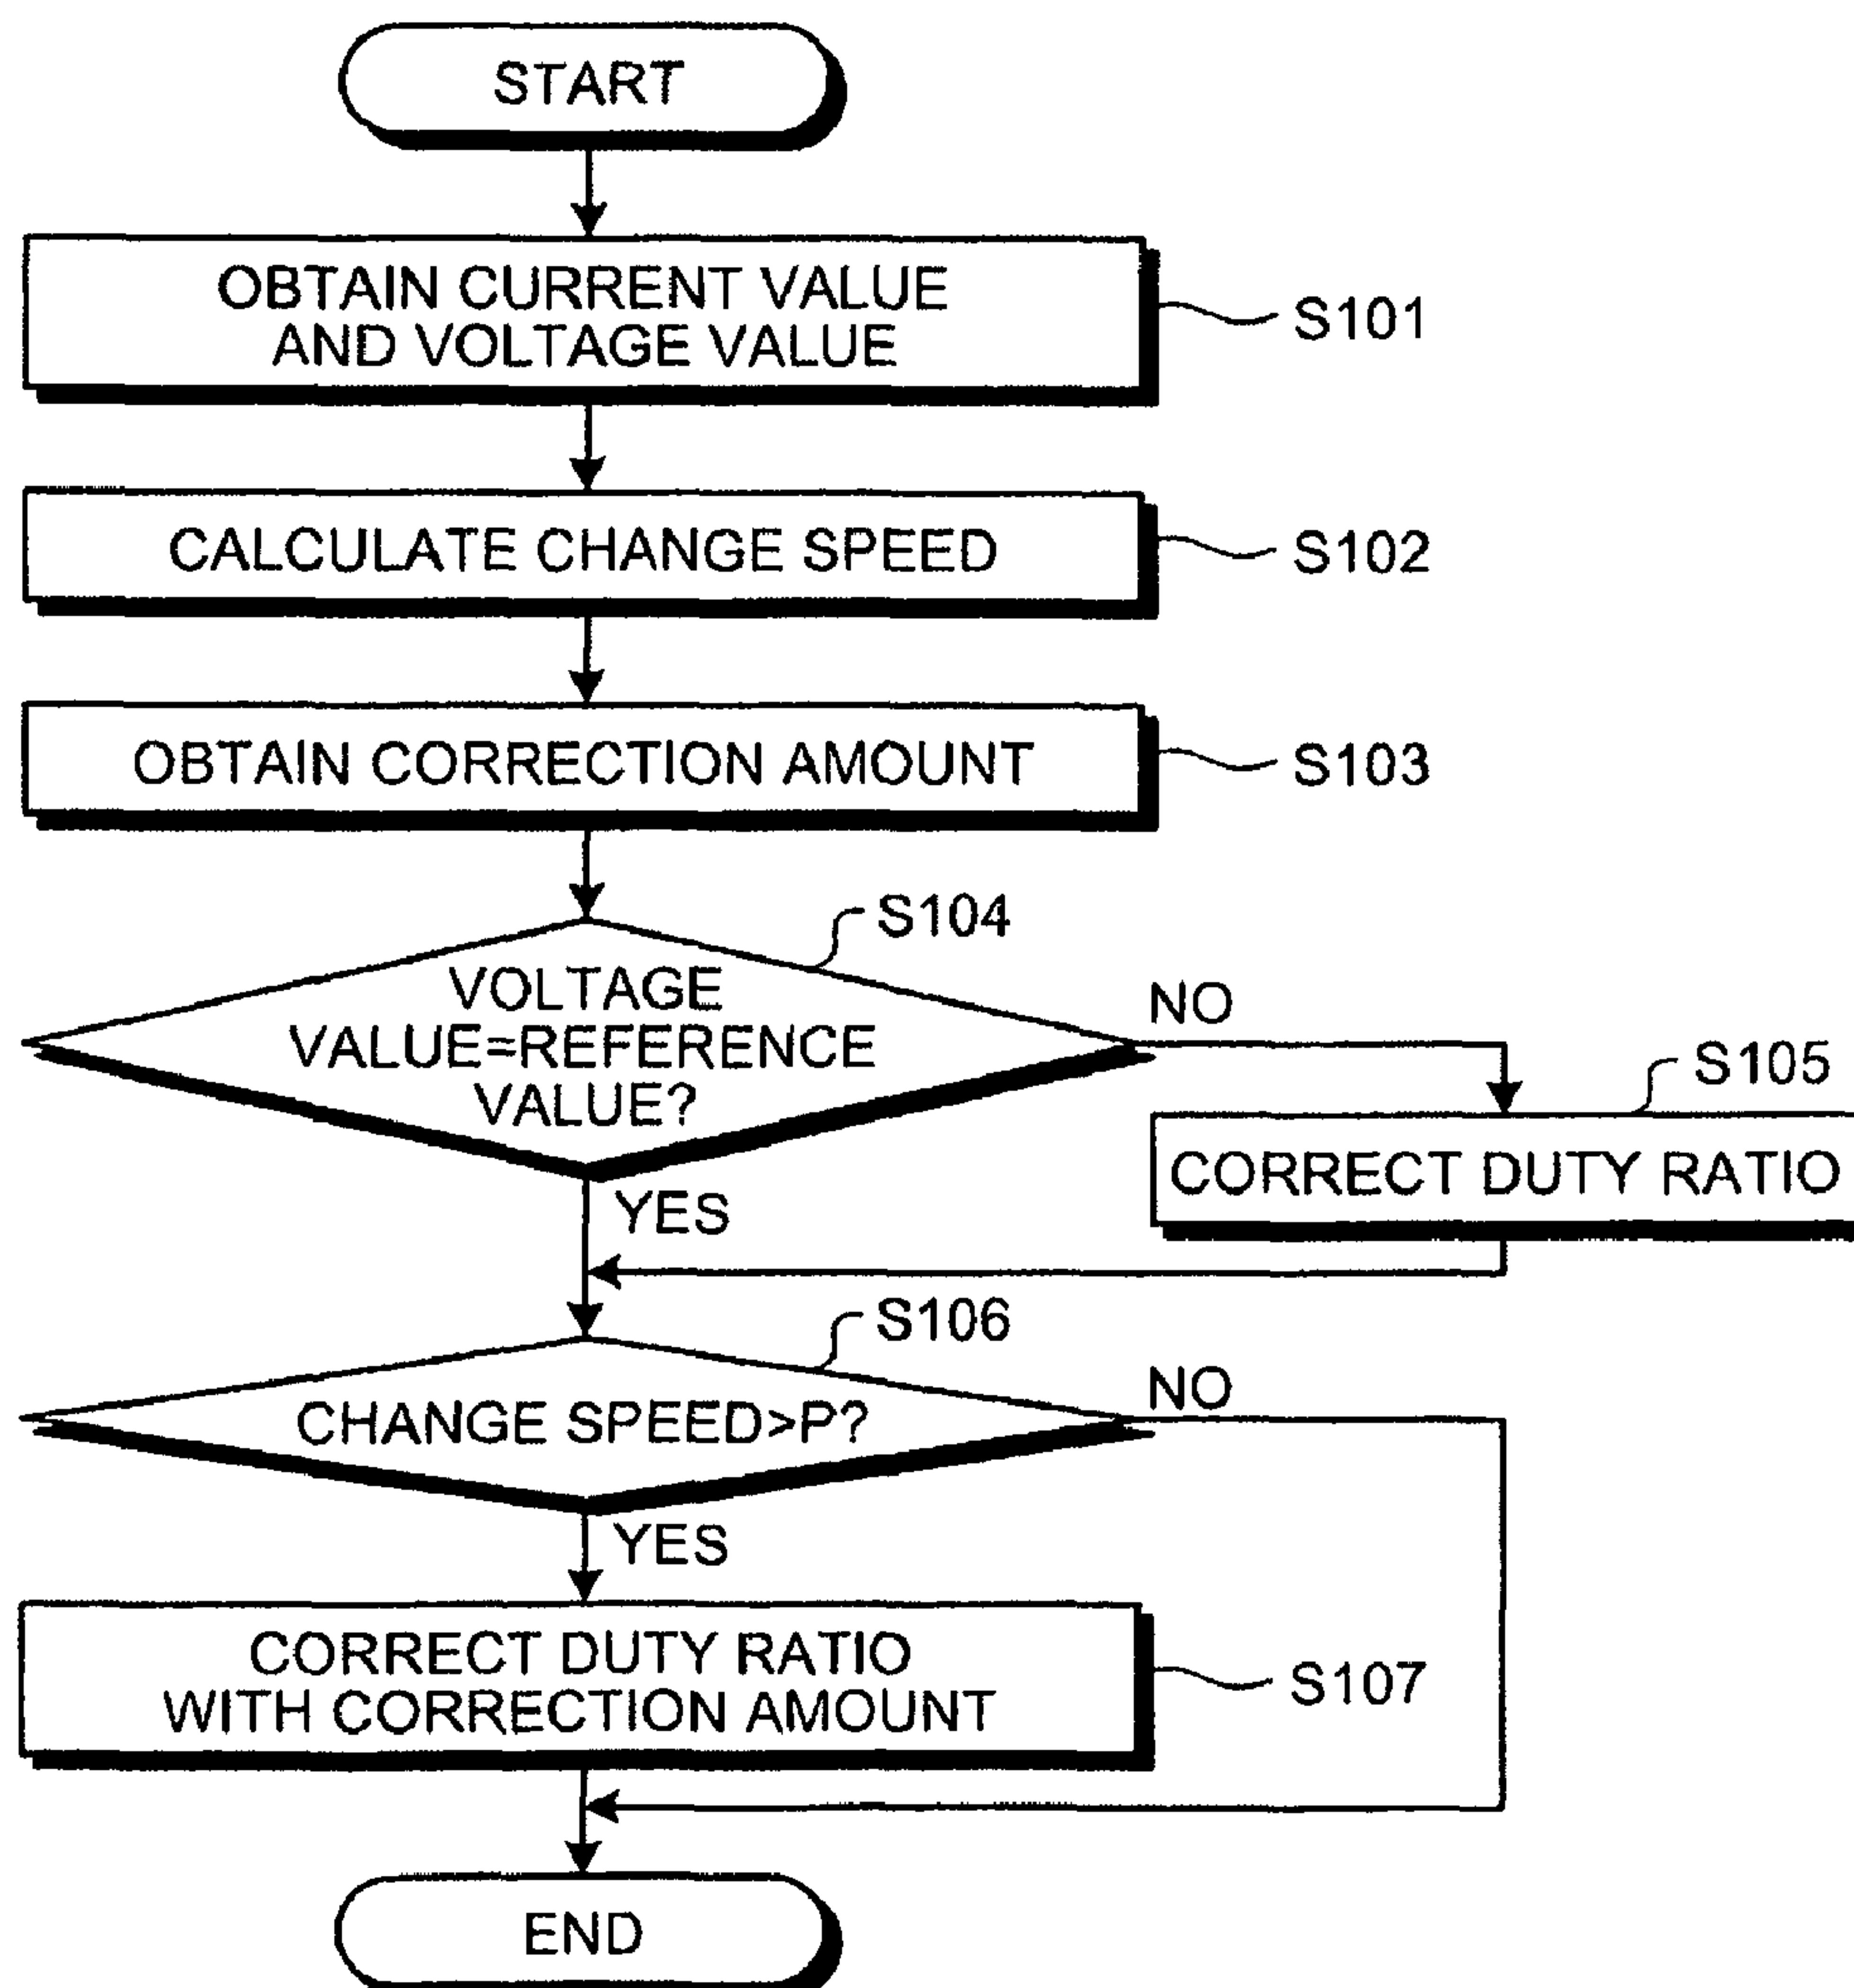 START
OBTAIN CURRENT VALUE
AND VOLTAGE VALUE
S101
CALCULATE CHANGE SPEED
S102
OBTAIN CORRECTION AMOUNT
S103
S104
VOLTAGE
VALUE=REFERENCE
VALUE?
NO
S105
CORRECT DUTY RATIO
YES
S106
CHANGE SPEED>P?
NO
YES
CORRECT DUTY RATIO
WITH CORRECTION AMOUNT
S107
END